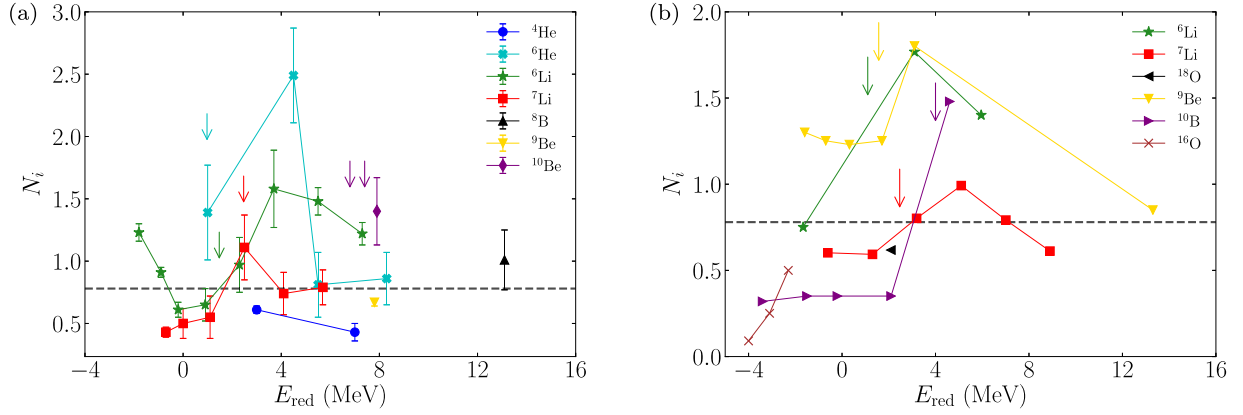 (a)
3.0
2.5
2.0
1.5
1.0
0.5
N_i
−4 0 4 8 12 16
E_red (MeV)
⁴He
⁶He
⁶Li
⁷Li
⁸B
⁹Be
¹⁰Be
(b)
2.0
1.5
1.0
0.5
0.0
N_i
−4 0 4 8 12 16
E_red (MeV)
⁶Li
⁷Li
¹⁸O
⁹Be
¹⁰B
¹⁶O